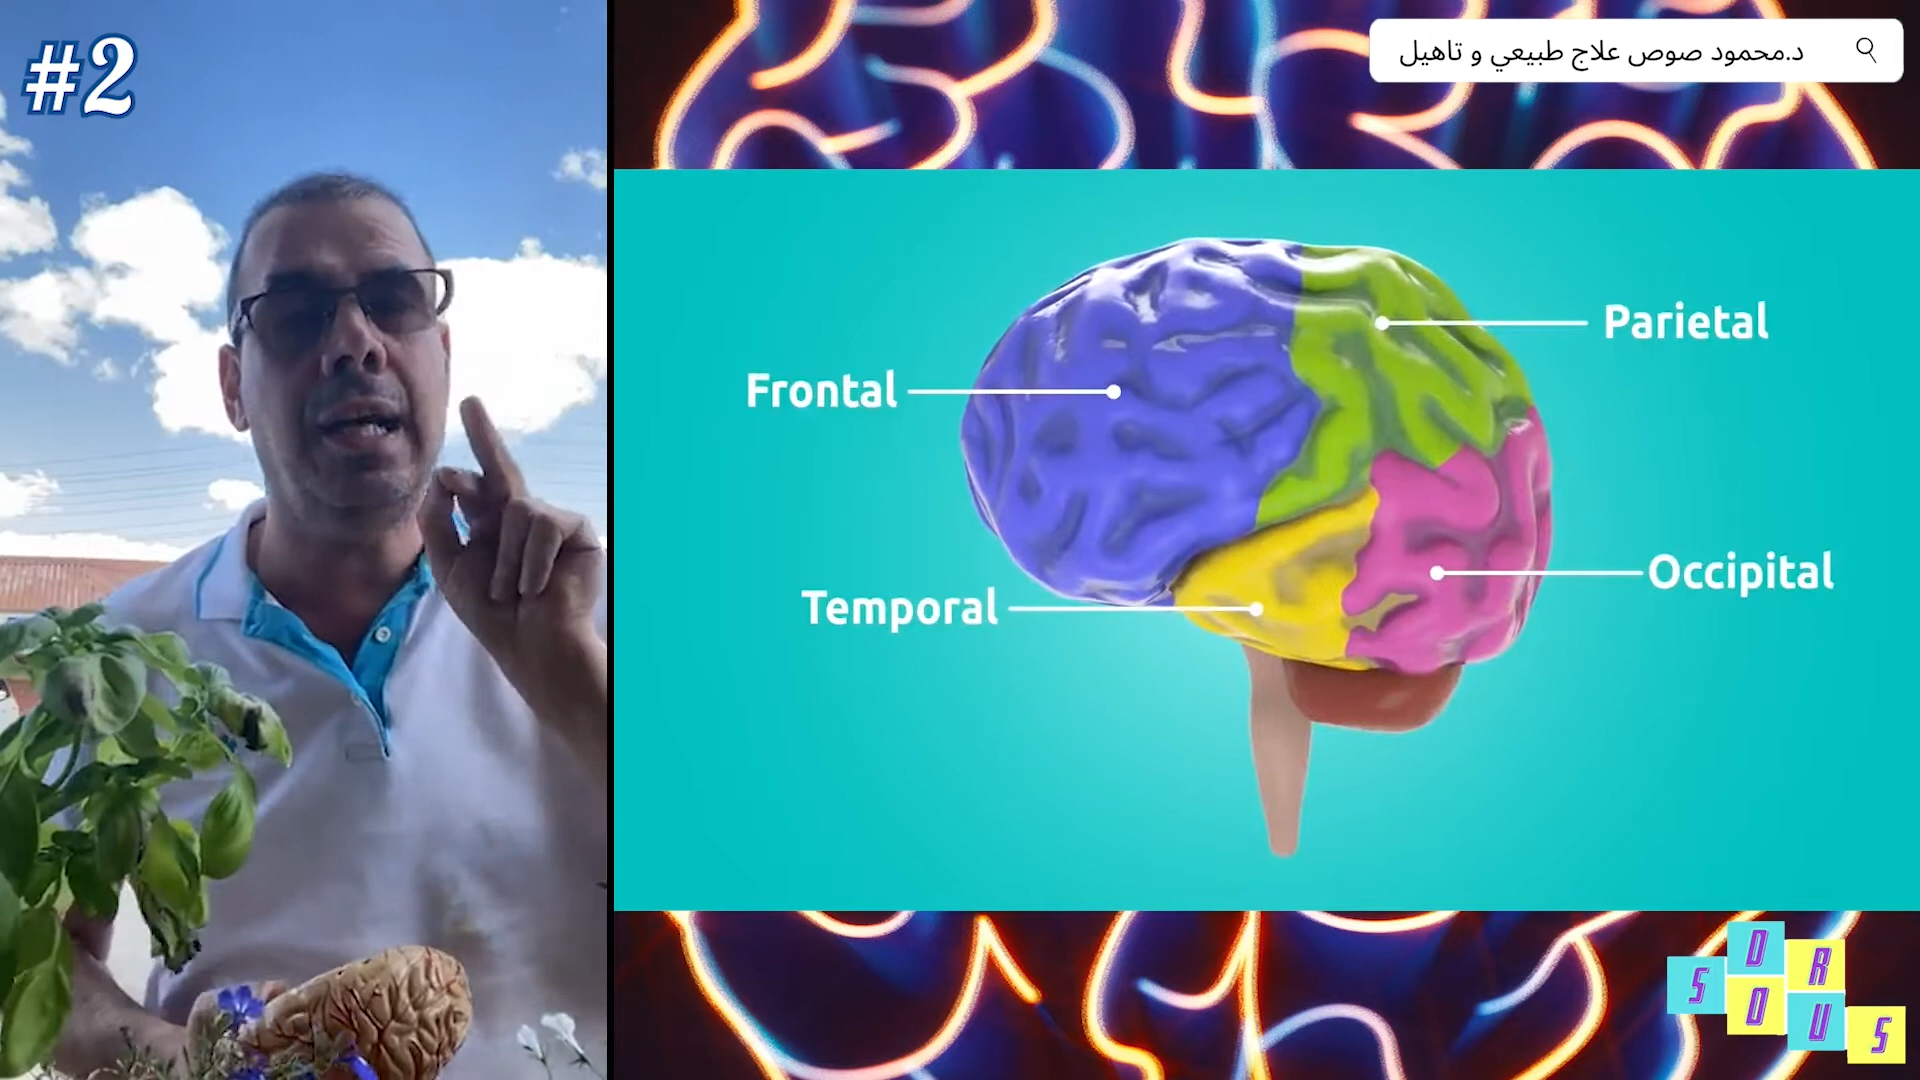 #2
د.محمود صوص علاج طبيعي و تاهيل
Parietal
Frontal
Occipital
Temporal
D R
S O U S